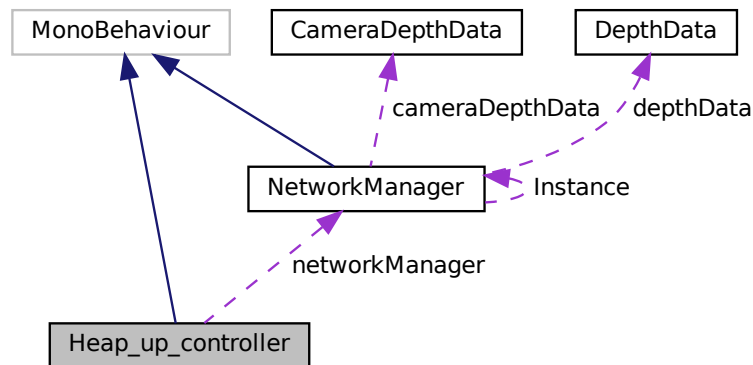 MonoBehaviour
CameraDepthData
DepthData
cameraDepthData
depthData
NetworkManager
Instance
networkManager
Heap_up_controller